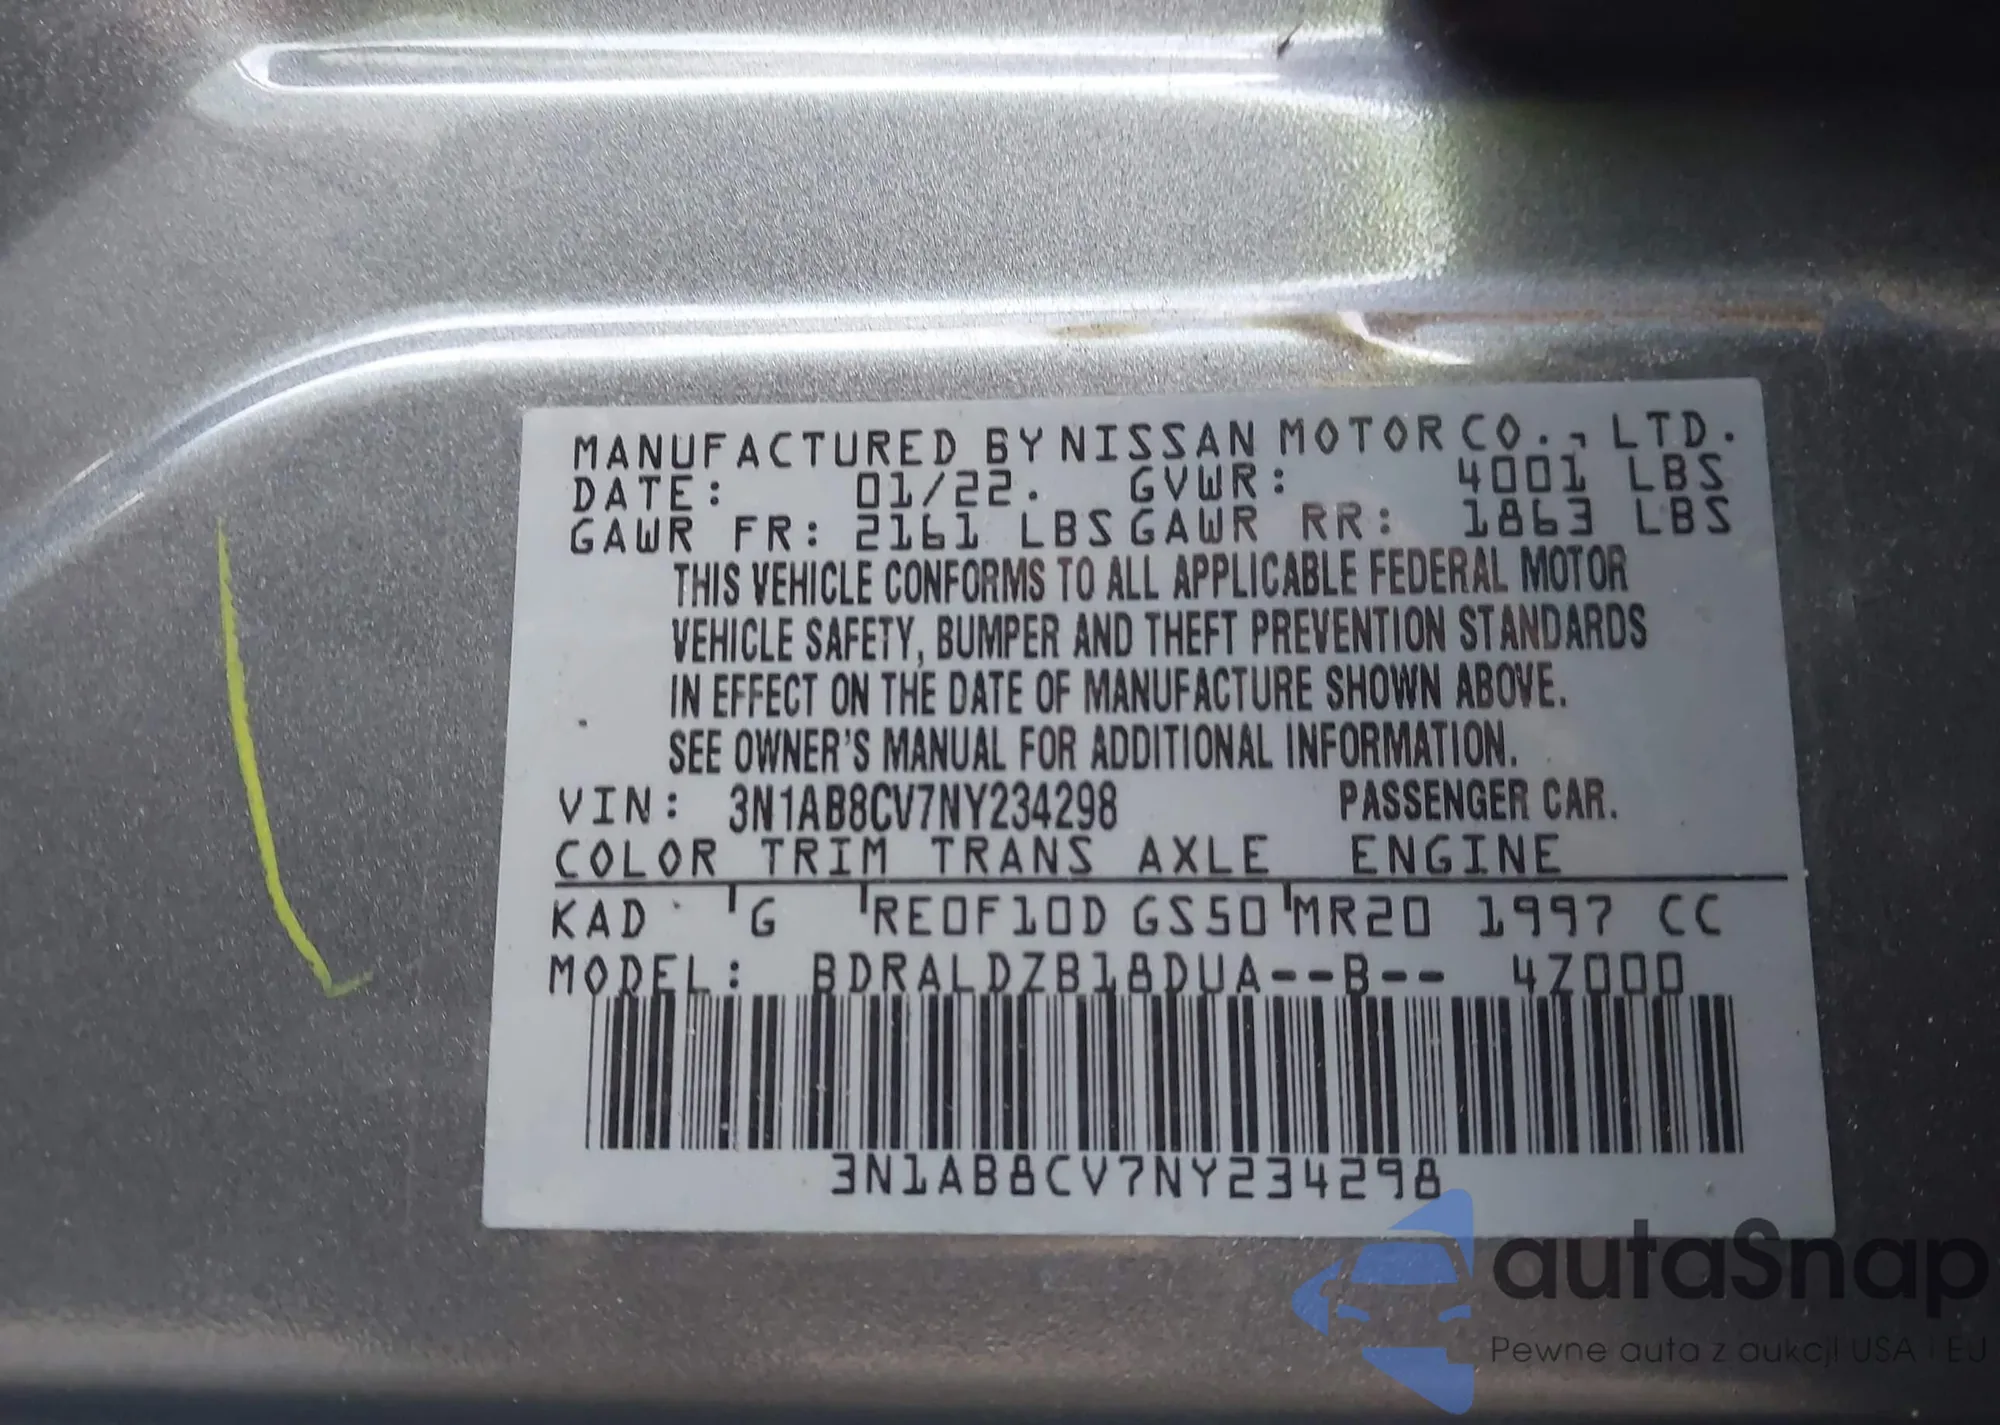 MANUFACTURED BY NISSAN MOTOR CO., LTD.
DATE: 01/22. GVWR: 4001 LBS
GAWR FR: 2161 LBS GAWR RR: 1863 LBS
THIS VEHICLE CONFORMS TO ALL APPLICABLE FEDERAL MOTOR
VEHICLE SAFETY, BUMPER AND THEFT PREVENTION STANDARDS
IN EFFECT ON THE DATE OF MANUFACTURE SHOWN ABOVE.
SEE OWNER'S MANUAL FOR ADDITIONAL INFORMATION.
VIN: 3N1AB8CV7NY234298 PASSENGER CAR.
COLOR TRIM TRANS AXLE ENGINE
KAD G RE0F10D GS50 MR20 1997 CC
MODEL: BDRALDZB18DUA--B-- 4Z000
3N1AB8CV7NY234298
autaSnap
Pewne auta z aukcji USA i EU